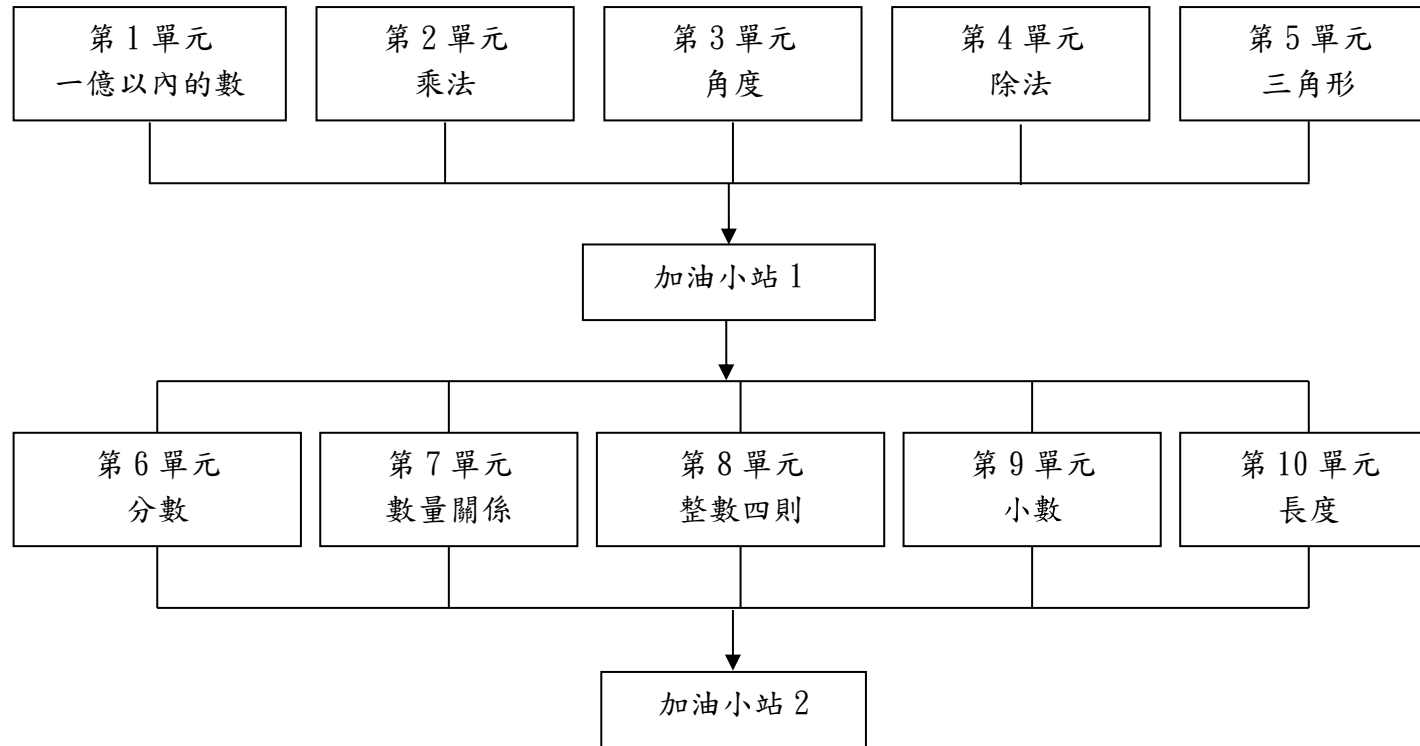 第 1 單元
一億以內的數
第 2 單元
乘法
第 3 單元
角度
第 4 單元
除法
第 5 單元
三角形
加油小站 1
第 6 單元
分數
第 7 單元
數量關係
第 8 單元
整數四則
第 9 單元
小數
第 10 單元
長度
加油小站 2